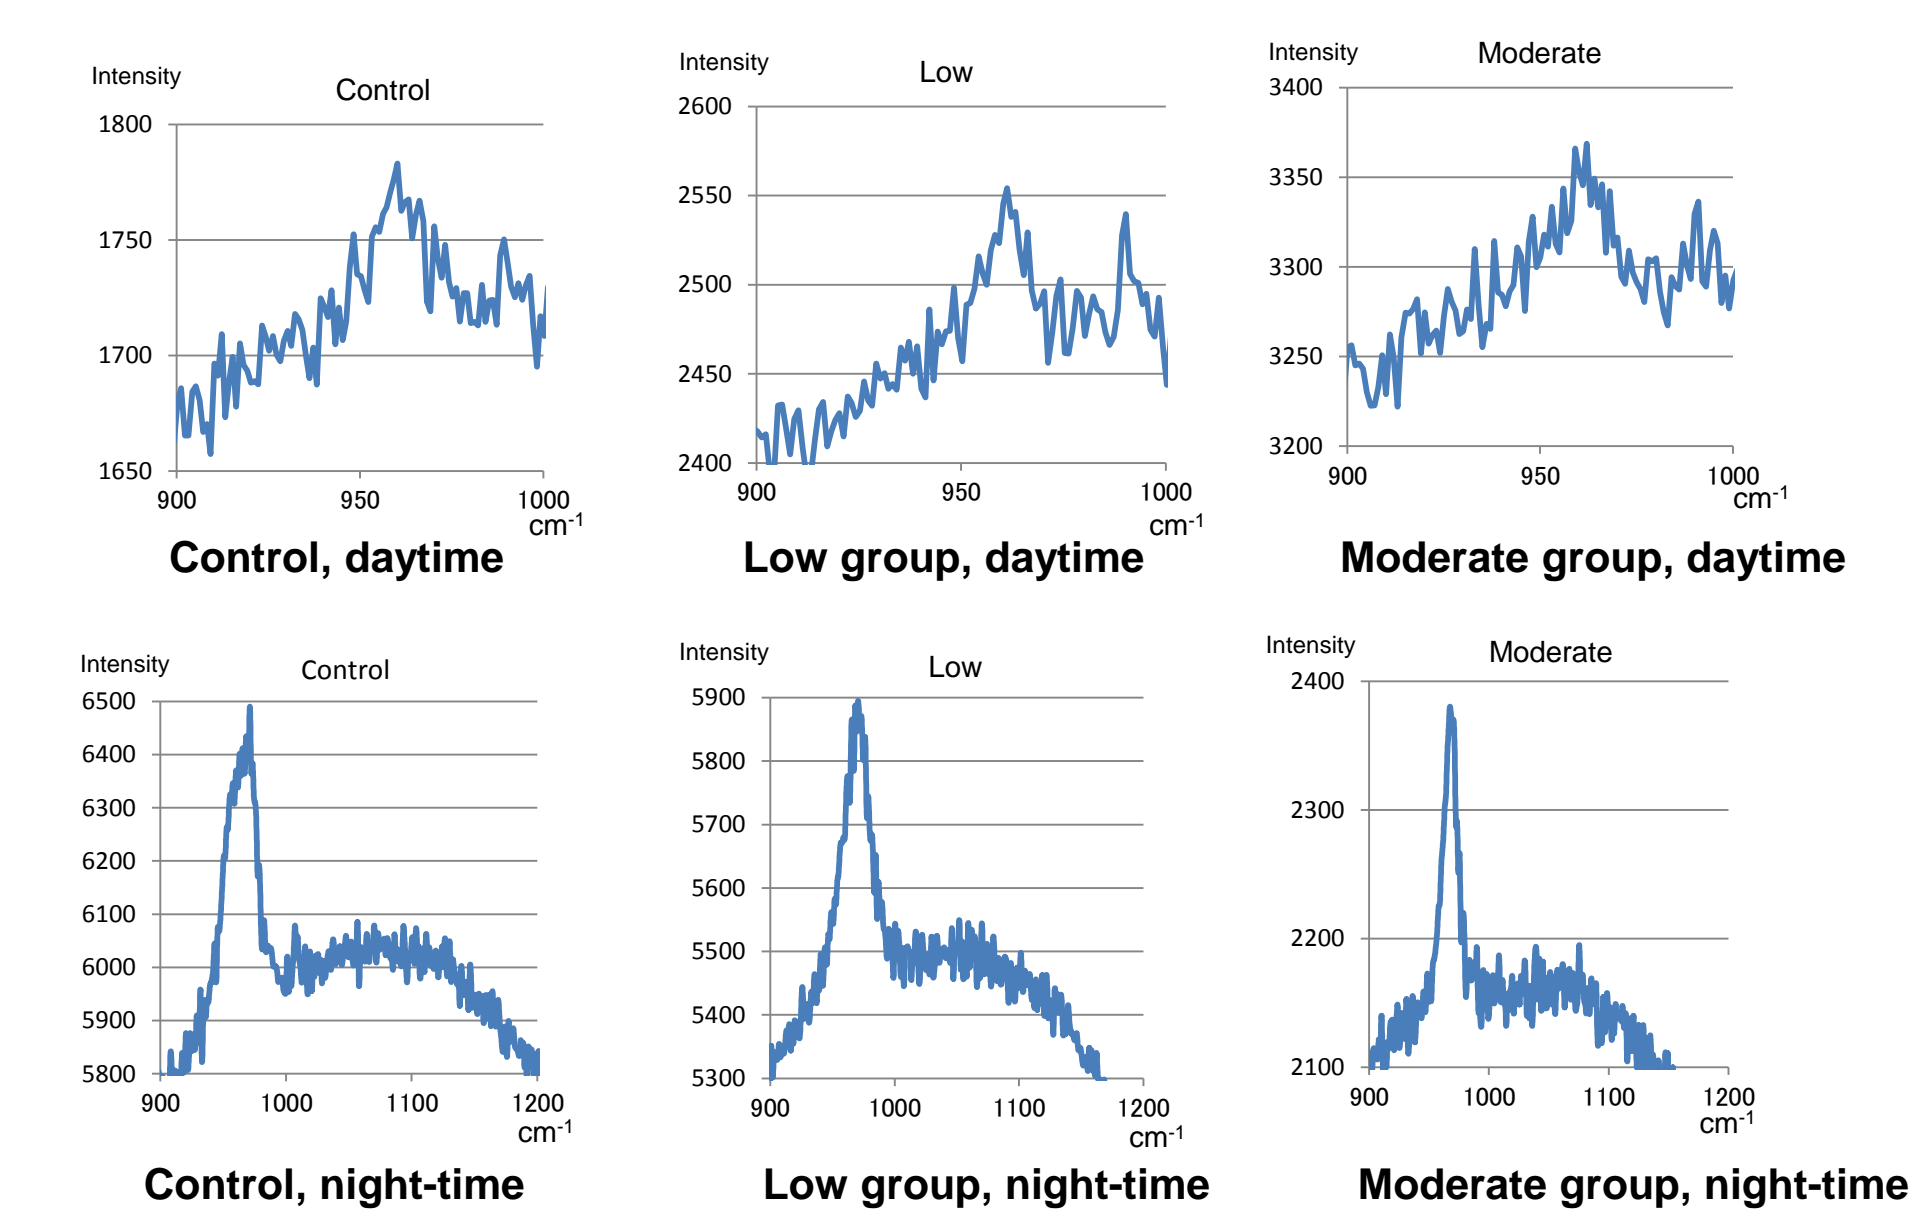 Intensity
Control
1800
1750
1700
1650
900 950 1000
cm-1
Control, daytime
Intensity
Low
2600
2550
2500
2450
2400
900 950 1000
cm-1
Low group, daytime
Intensity
Moderate
3400
3350
3300
3250
3200
900 950 1000
cm-1
Moderate group, daytime
Intensity
Control
6500
6400
6300
6200
6100
6000
5900
5800
900 1000 1100 1200
cm-1
Control, night-time
Intensity
Low
5900
5800
5700
5600
5500
5400
5300
900 1000 1100 1200
cm-1
Low group, night-time
Intensity
Moderate
2400
2300
2200
2100
900 1000 1100 1200
cm-1
Moderate group, night-time